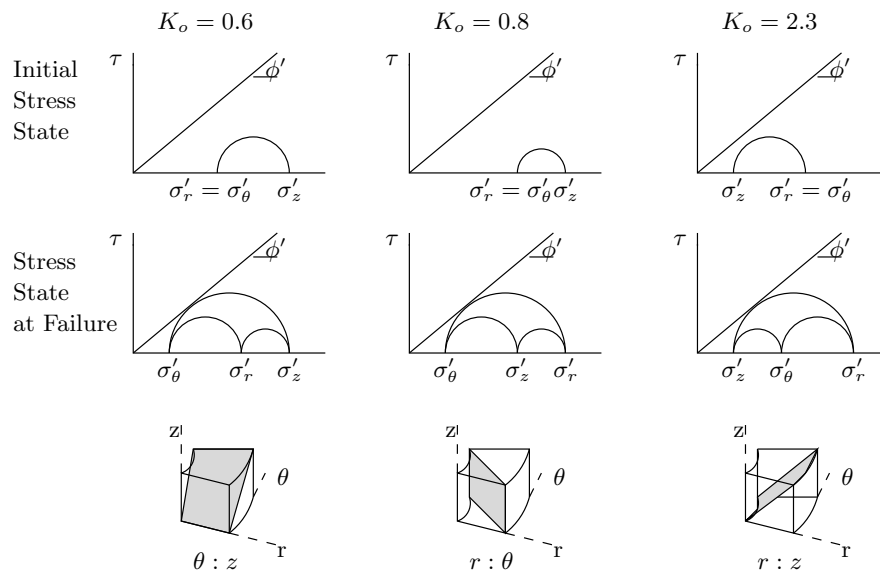 K_o = 0.6 K_o = 0.8 K_o = 2.3
Initial
Stress
State
τ ϕ′ τ ϕ′ τ ϕ′
σ′_r = σ′_θ σ′_z σ′_r = σ′_θ σ′_z σ′_z σ′_r = σ′_θ
Stress
State
at Failure
τ ϕ′ τ ϕ′ τ ϕ′
σ′_θ σ′_r σ′_z σ′_θ σ′_z σ′_r σ′_z σ′_θ σ′_r
z z z
θ θ θ
r r r
θ : z r : θ r : z